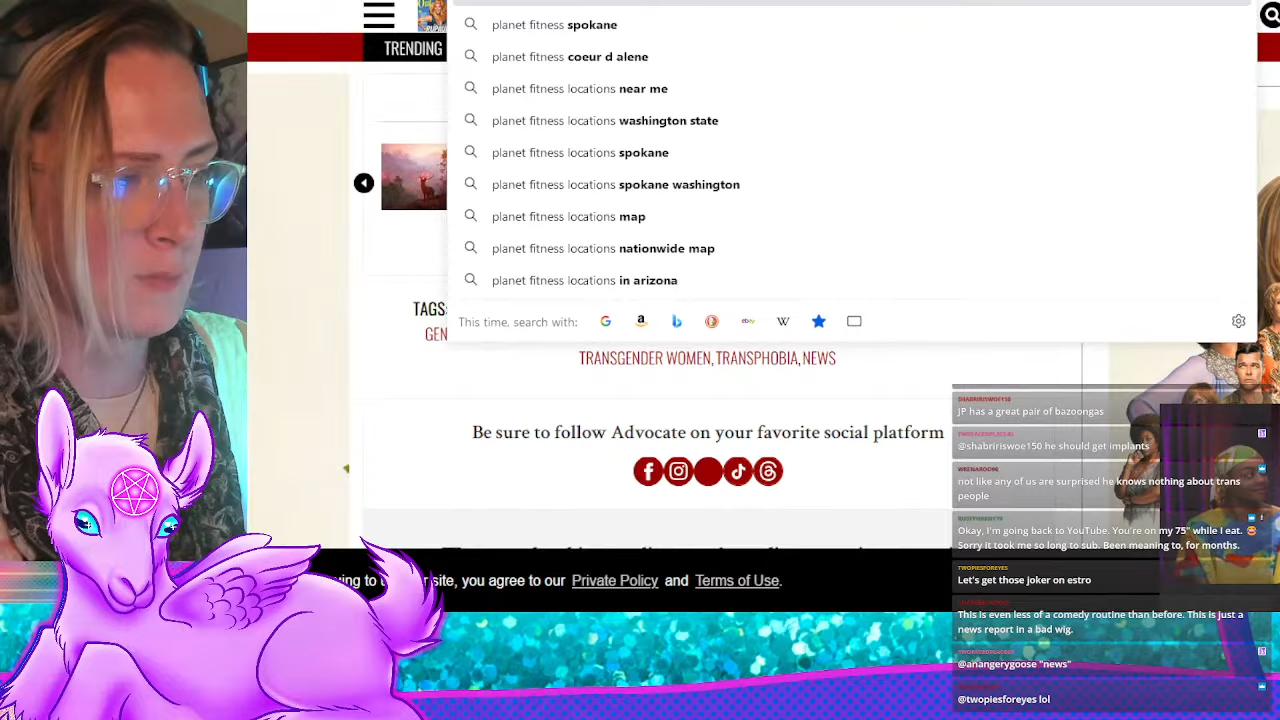 planet fitness spokane
planet fitness coeur d alene
planet fitness locations near me
planet fitness locations washington state
planet fitness locations spokane
planet fitness locations spokane washington
planet fitness locations map
planet fitness locations nationwide map
planet fitness locations in arizona
This time, search with:
TRENDING
TAGS
GEN
TRANSGENDER WOMEN, TRANSPHOBIA, NEWS
Be sure to follow Advocate on your favorite social platform
site, you agree to our Private Policy and Terms of Use.
JP has a great pair of bazoongas
@shabririswoe150 he should get implants
not like any of us are surprised he knows nothing about trans
people
Okay, I'm going back to YouTube. You're on my 75" while I eat. 🥰
Sorry it took me so long to sub. Been meaning to, for months.
TWOPIESFOREYES
Let's get those joker on estro
This is even less of a comedy routine than before. This is just a
news report in a bad wig.
@anangerygoose "news"
@twopiesforeyes lol